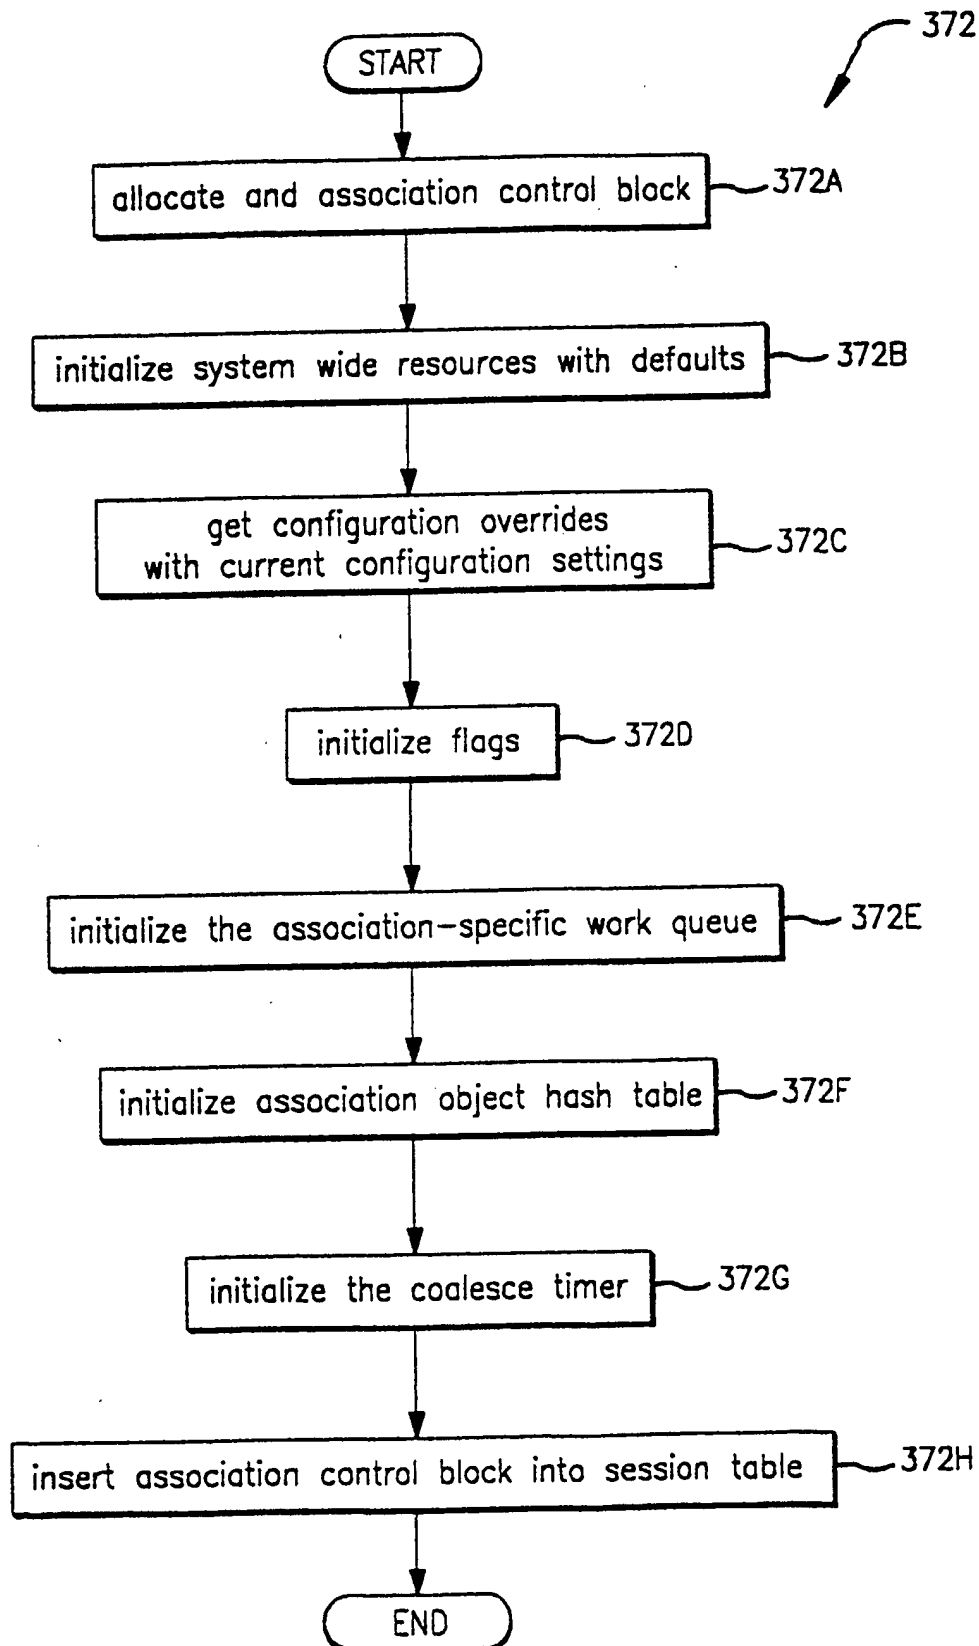 372
START
allocate and association control block
372A
initialize system wide resources with defaults
372B
get configuration overrides
with current configuration settings
372C
initialize flags
372D
initialize the association-specific work queue
372E
initialize association object hash table
372F
initialize the coalesce timer
372G
insert association control block into session table
372H
END